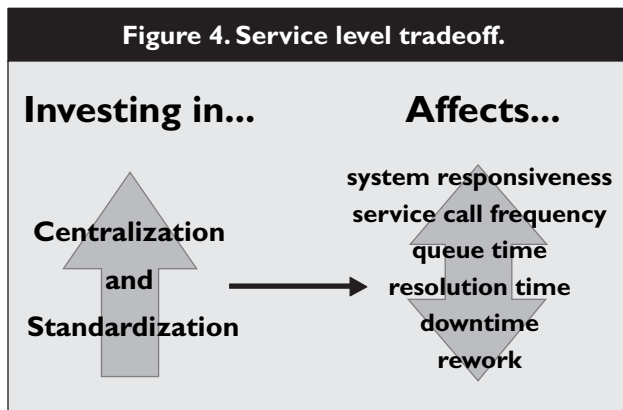 Figure 4. Service level tradeoff.
Investing in...
Affects...
Centralization
and
Standardization
system responsiveness
service call frequency
queue time
resolution time
downtime
rework